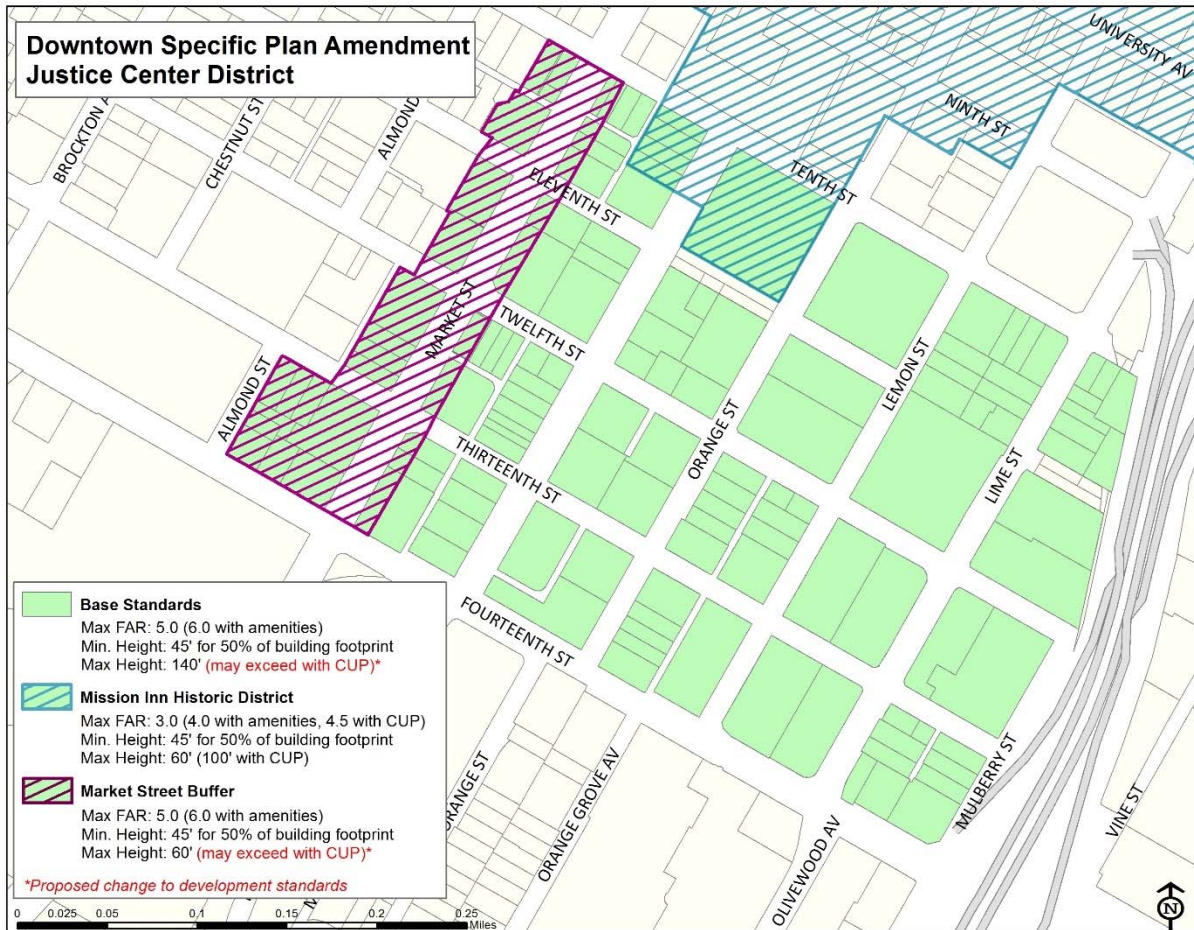 Downtown Specific Plan Amendment
Justice Center District
UNIVERSITY AV
NINTH ST
TENTH ST
CHESTNUT ST
ALMOND
ELEVENTH ST
MARKET ST
TWELFTH ST
LEMON ST
ALMOND ST
ORANGE ST
LIME ST
THIRTEENTH ST
FOURTEENTH ST
MULBERRY ST
VINE ST
ORANGE GROVE AV
OLIVEWOOD AV
Base Standards
Max FAR: 5.0 (6.0 with amenities)
Min. Height: 45' for 50% of building footprint
Max Height: 140' (may exceed with CUP)*
Mission Inn Historic District
Max FAR: 3.0 (4.0 with amenities, 4.5 with CUP)
Min. Height: 45' for 50% of building footprint
Max Height: 60' (100' with CUP)
Market Street Buffer
Max FAR: 5.0 (6.0 with amenities)
Min. Height: 45' for 50% of building footprint
Max Height: 60' (may exceed with CUP)*
*Proposed change to development standards
0 0.025 0.05 0.1 0.15 0.2 0.25
Miles
N